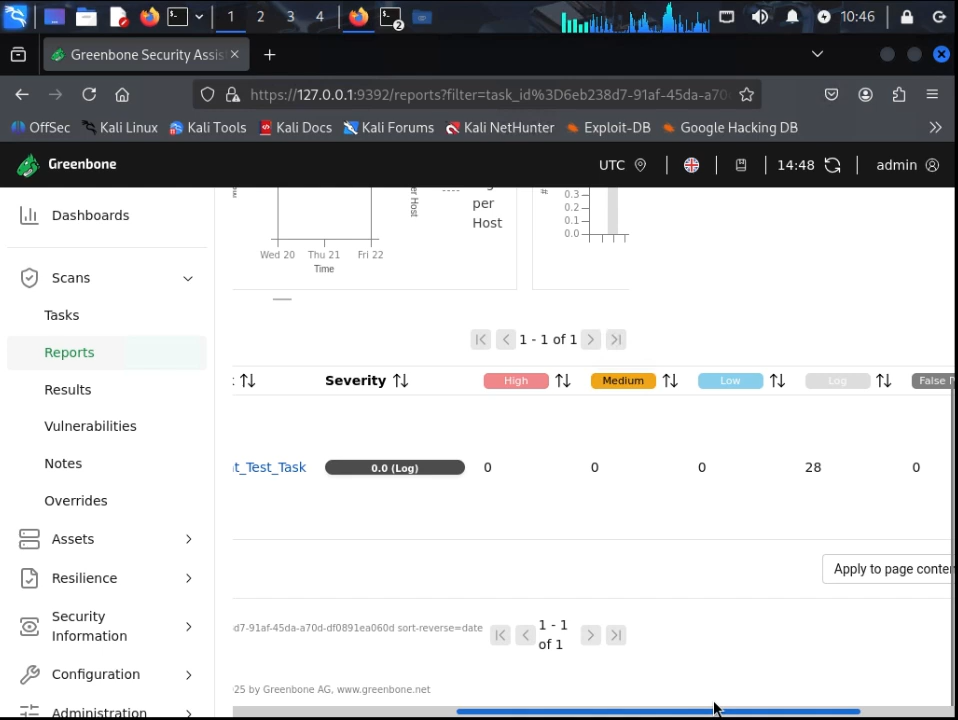 1 2 3 4 2 10:46
Greenbone Security Assis
https://127.0.0.1:9392/reports?filter=task_id%3D6eb238d7-91af-45da-a70
OffSec Kali Linux Kali Tools Kali Docs Kali Forums Kali NetHunter Exploit-DB Google Hacking DB
Greenbone UTC 14:48 admin
Dashboards
Scans
Tasks
Reports
Results
Vulnerabilities
Notes
Overrides
Assets
Resilience
Security
Information
Configuration
Administration
er Host
per
Host
Wed 20 Thu 21 Fri 22
Time
#
0.3
0.2
0.1
0.0
1 - 1 of 1
Severity High Medium Low Log False P
t_Test_Task 0.0 (Log) 0 0 0 28 0
Apply to page conten
d7-91af-45da-a70d-df0891ea060d sort-reverse=date
1 - 1
of 1
25 by Greenbone AG, www.greenbone.net